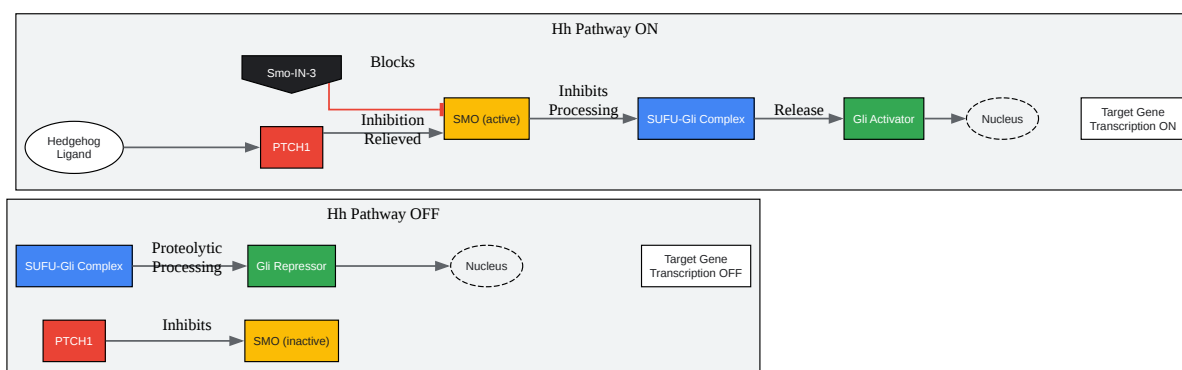 Hh Pathway ON
Smo-IN-3
Blocks
Hedgehog
Ligand
PTCH1
Inhibition
Relieved
SMO (active)
Inhibits
Processing
SUFU-Gli Complex
Release
Gli Activator
Nucleus
Target Gene
Transcription ON
Hh Pathway OFF
SUFU-Gli Complex
Proteolytic
Processing
Gli Repressor
Nucleus
Target Gene
Transcription OFF
PTCH1
Inhibits
SMO (inactive)